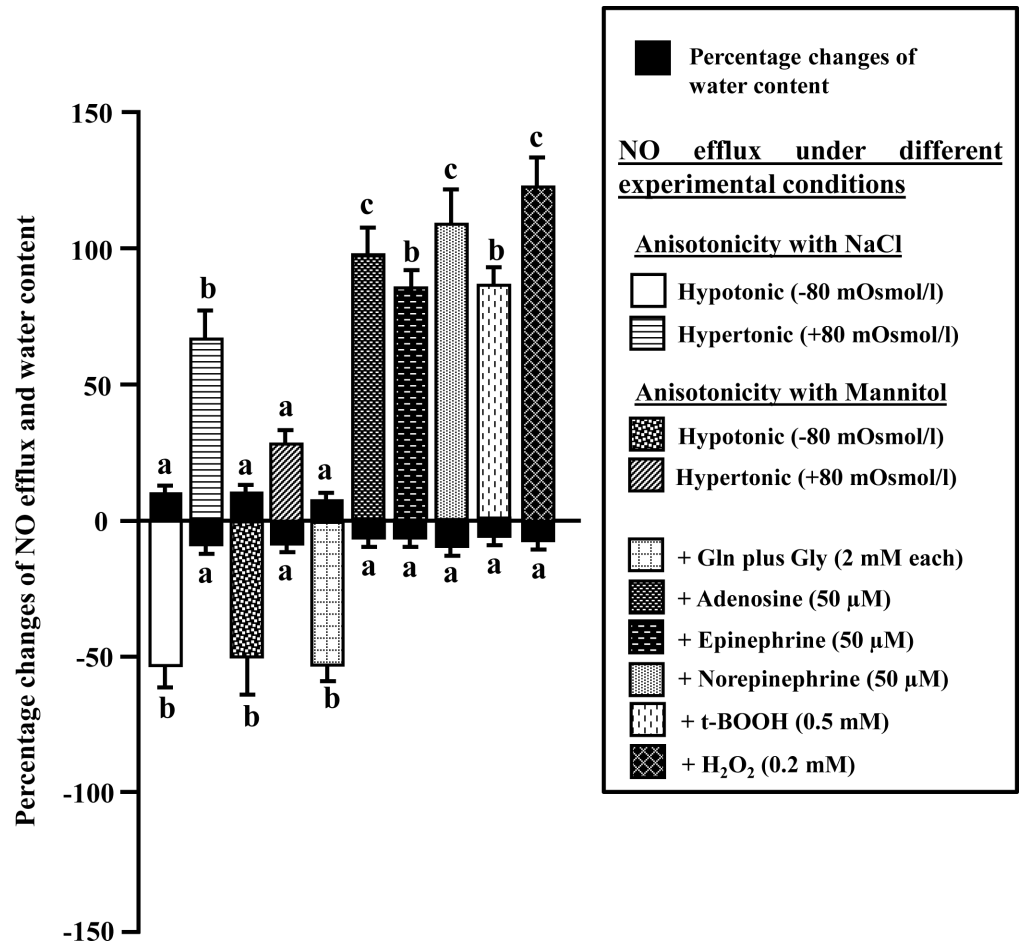 Percentage changes of NO efflux and water content
150
100
50
0
-50
-100
-150
a
b
a
a
a
c
b
c
b
c
b
a
b
a
b
a
a
a
a
a
Percentage changes of
water content
NO efflux under different
experimental conditions
Anisotonicity with NaCl
Hypotonic (-80 mOsmol/l)
Hypertonic (+80 mOsmol/l)
Anisotonicity with Mannitol
Hypotonic (-80 mOsmol/l)
Hypertonic (+80 mOsmol/l)
+ Gln plus Gly (2 mM each)
+ Adenosine (50 µM)
+ Epinephrine (50 µM)
+ Norepinephrine (50 µM)
+ t-BOOH (0.5 mM)
+ H₂O₂ (0.2 mM)